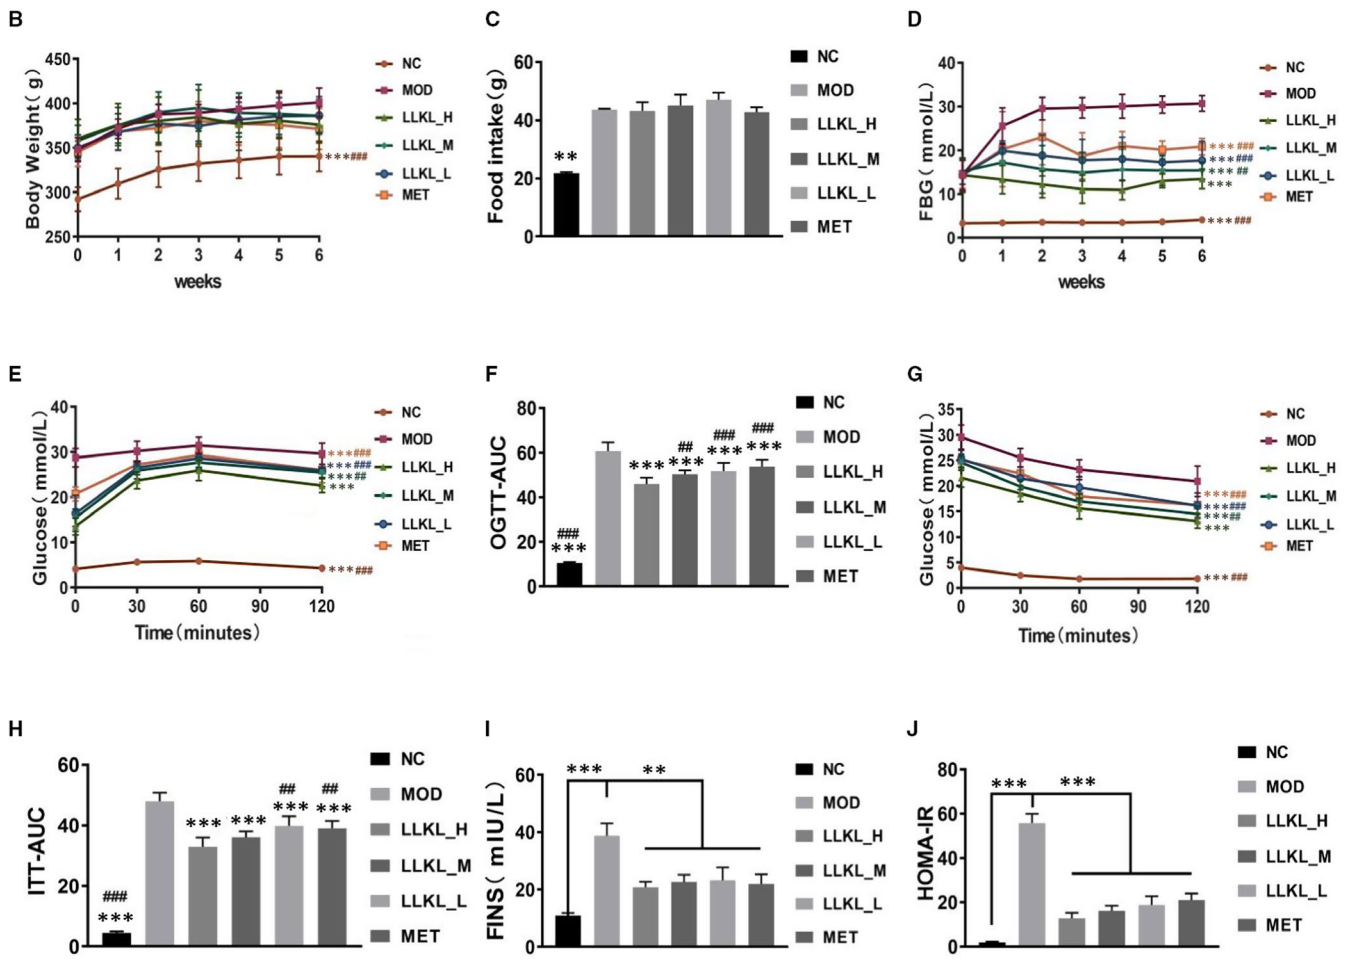 B
Body Weight(g)
450
400
350
300
250
0 1 2 3 4 5 6
weeks
NC
MOD
LLKL_H
LLKL_M
LLKL_L
MET
***###
C
Food intake(g)
60
40
20
0
**
NC
MOD
LLKL_H
LLKL_M
LLKL_L
MET
D
FBG(mmol/L)
40
30
20
10
0
0 1 2 3 4 5 6
weeks
NC
MOD
LLKL_H
LLKL_M
LLKL_L
MET
***###
***###
***##
***
***###
E
Glucose(mmol/L)
40
30
20
10
0
0 30 60 90 120
Time(minutes)
NC
MOD
LLKL_H
LLKL_M
LLKL_L
MET
***###
***###
***##
***
***###
F
OGTT-AUC
80
60
40
20
0
###
***
***
##
***
###
***
###
***
NC
MOD
LLKL_H
LLKL_M
LLKL_L
MET
G
Glucose(mmol/L)
35
30
25
20
15
10
5
0
0 30 60 90 120
Time(minutes)
NC
MOD
LLKL_H
LLKL_M
LLKL_L
MET
***###
***###
***##
***
***###
H
ITT-AUC
60
40
20
0
###
***
***
***
##
***
##
***
NC
MOD
LLKL_H
LLKL_M
LLKL_L
MET
I
FINS(mIU/L)
60
40
20
0
*** **
NC
MOD
LLKL_H
LLKL_M
LLKL_L
MET
J
HOMA-IR
80
60
40
20
0
*** ***
NC
MOD
LLKL_H
LLKL_M
LLKL_L
MET